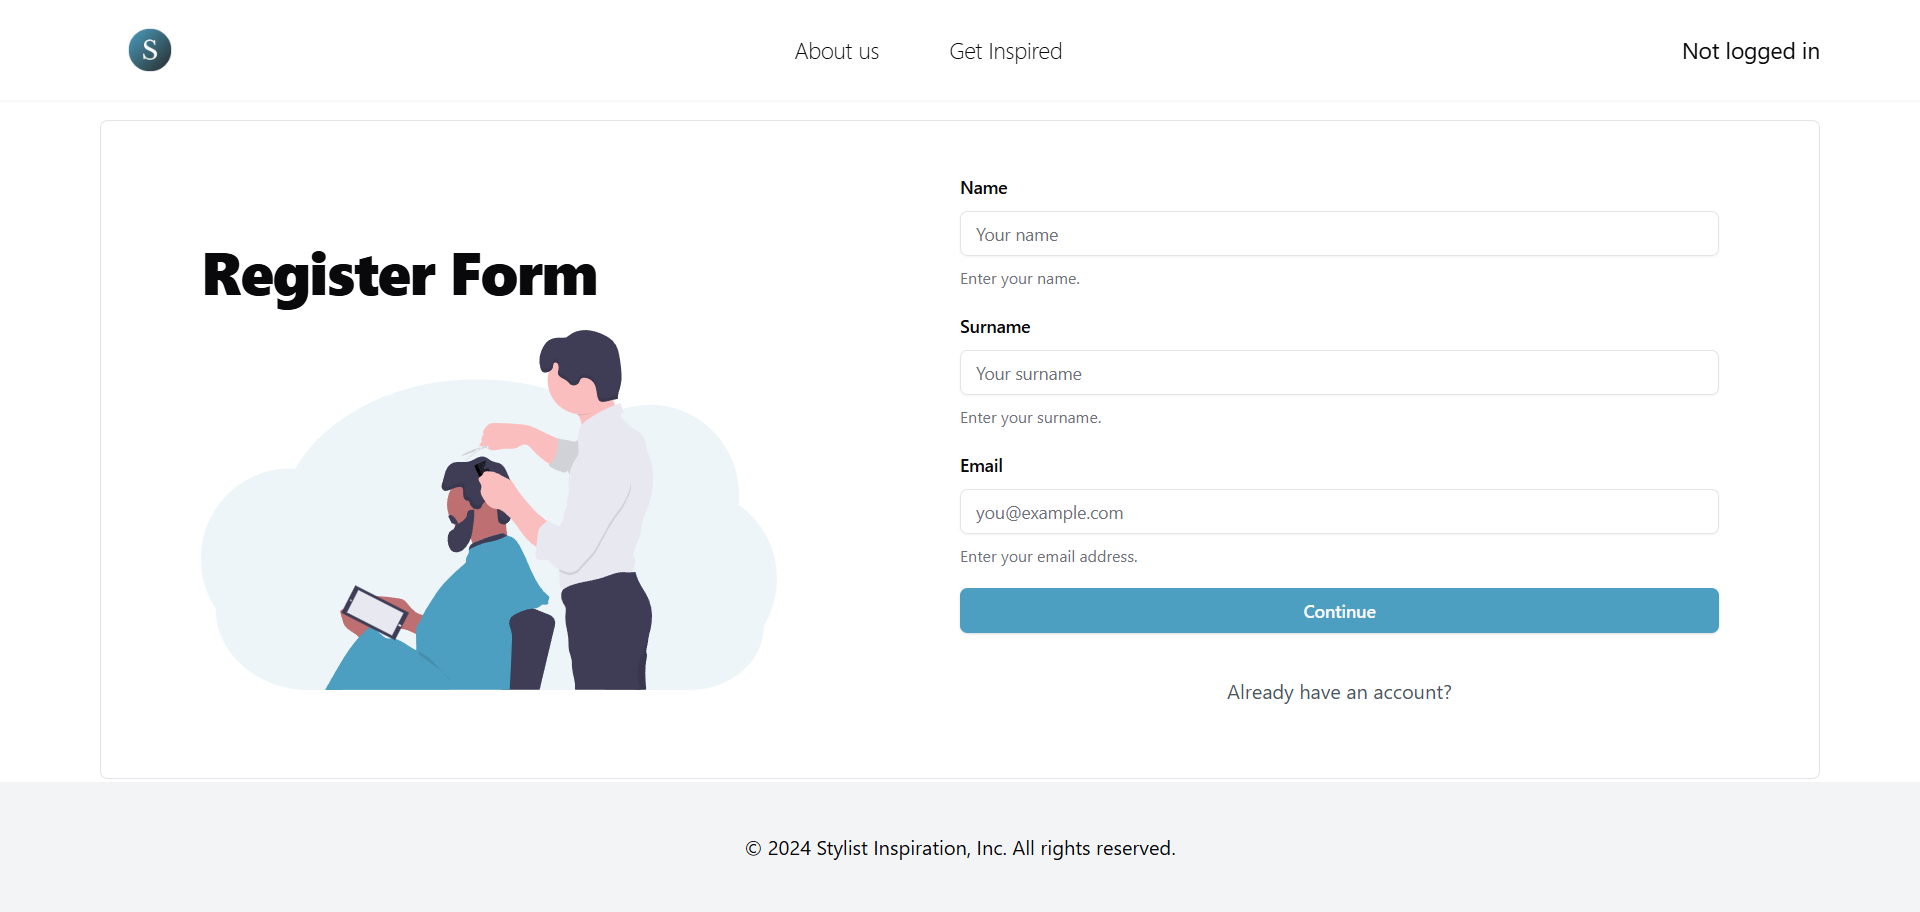 S
About us
Get Inspired
Not logged in
Register Form
Name
Your name
Enter your name.
Surname
Your surname
Enter your surname.
Email
you@example.com
Enter your email address.
Continue
Already have an account?
© 2024 Stylist Inspiration, Inc. All rights reserved.